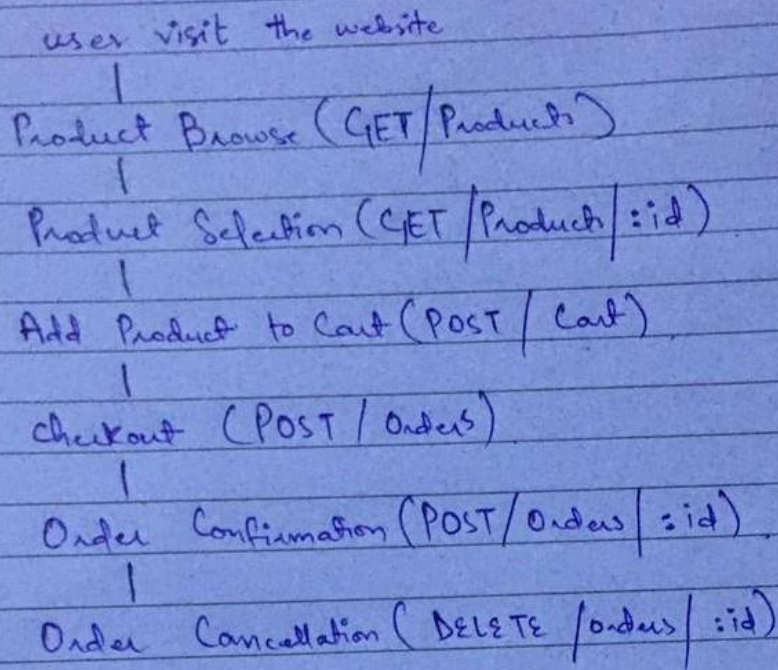 user visit the website
Product Browse (GET/Products)
Product Selection (GET /Products/:id)
Add Product to Cart (POST / Cart)
checkout (POST / Orders)
Order Confirmation (POST/Orders/:id)
Order Cancellation (DELETE /orders/:id)